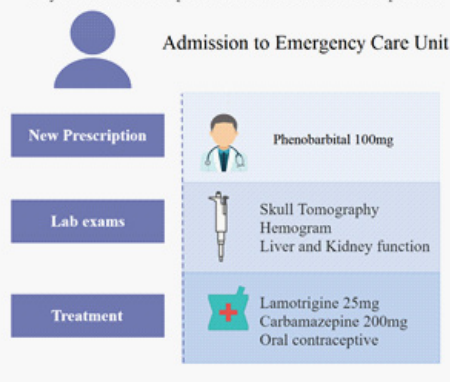 Admission to Emergency Care Unit
New Prescription
Phenobarbital 100mg
Lab exams
Skull Tomography
Hemogram
Liver and Kidney function
Treatment
Lamotrigine 25mg
Carbamazepine 200mg
Oral contraceptive